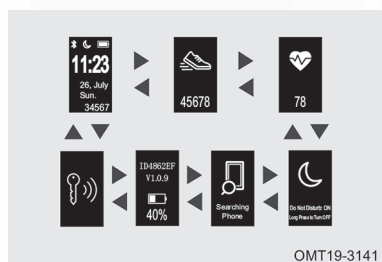 11:23
26, July
Sun.
34567
45678
78
ID4862EF
V1.0.9
40%
Searching
Phone
Do Not Disturb: ON
Long Press to Turn OFF
OMT19-3141